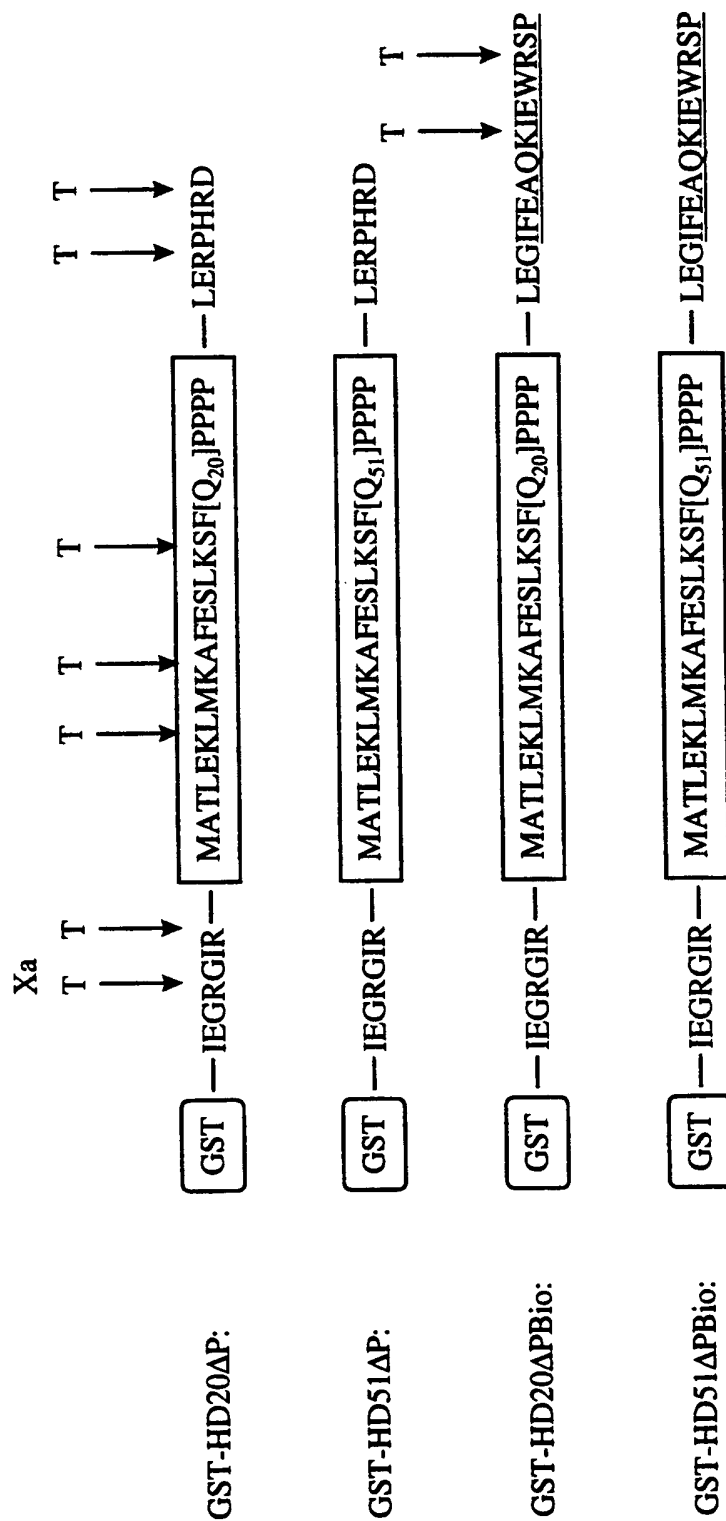 Xa
T T T T T T T
GST-HD20ΔP: GST —IEGRGIR— MATLEKLMKAFESLKSF[Q₂₀]PPPP —LERPHRD
GST-HD51ΔP: GST —IEGRGIR— MATLEKLMKAFESLKSF[Q₅₁]PPPP —LERPHRD
T T
GST-HD20ΔPBio: GST —IEGRGIR— MATLEKLMKAFESLKSF[Q₂₀]PPPP —LEGIFEAQKIEWRSP
GST-HD51ΔPBio: GST —IEGRGIR— MATLEKLMKAFESLKSF[Q₅₁]PPPP —LEGIFEAQKIEWRSP